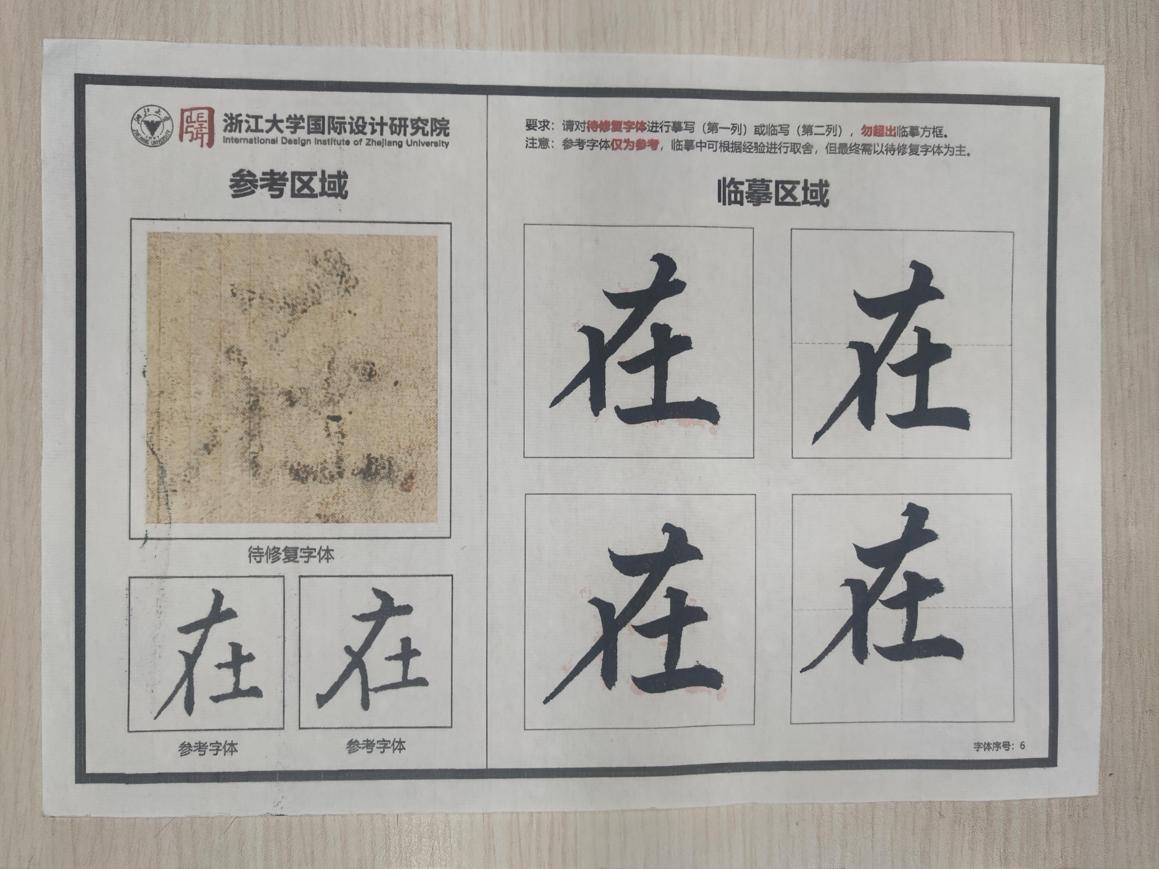 浙江大学国际设计研究院
International Design Institute of Zhejiang University
参考区域
待修复字体
在
在
参考字体
参考字体
要求：请对待修复字体进行摹写（第一列）或临写（第二列），勿超出临摹方框。
注意：参考字体仅为参考，临摹中可根据经验进行取舍，但最终需以待修复字体为主。
临摹区域
在
在
在
在
字体序号：6